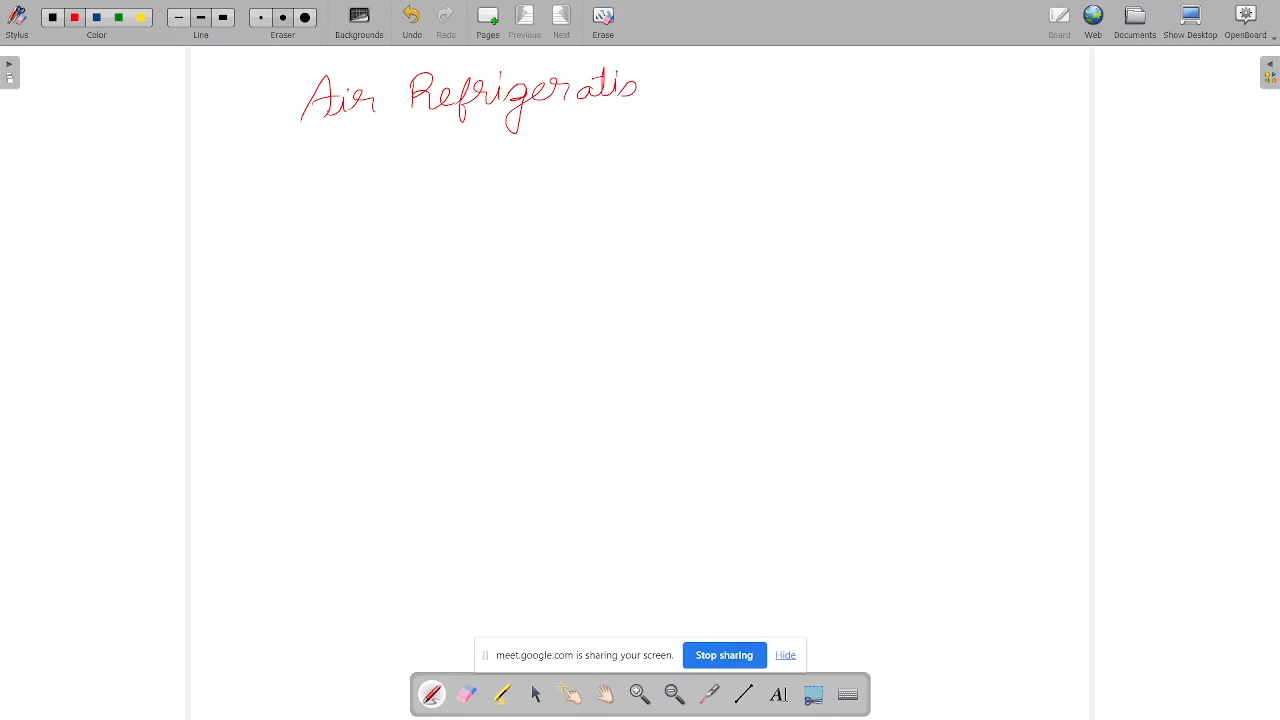 Stylus Color Line Eraser Backgrounds Undo Redo Pages Previous Next Erase Board Web Documents Show Desktop OpenBoard
Air Refrigeratio
meet.google.com is sharing your screen. Stop sharing Hide
AI